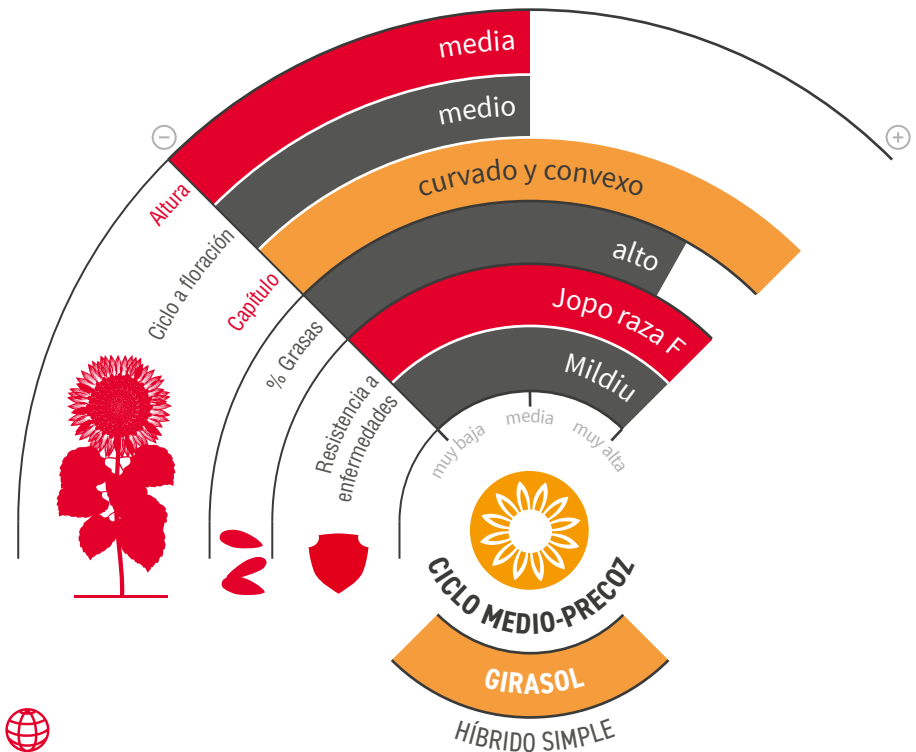 media
medio
curvado y convexo
alto
Jopo raza F
Mildiu
−
+
Altura
Ciclo a floración
Capítulo
% Grasas
Resistencia a
enfermedades
muy baja
media
muy alta
CICLO MEDIO-PRECOZ
GIRASOL
HÍBRIDO SIMPLE